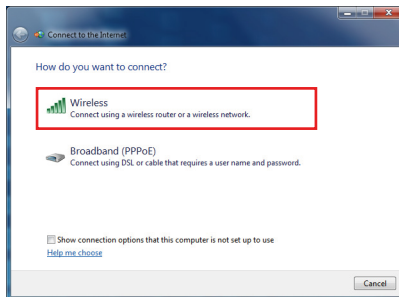 Connect to the Internet
How do you want to connect?
Wireless
Connect using a wireless router or a wireless network.
Broadband (PPPoE)
Connect using DSL or cable that requires a user name and password.
Show connection options that this computer is not set up to use
Help me choose
Cancel